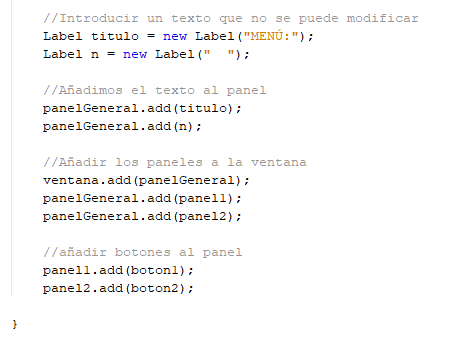 //Introducir un texto que no se puede modificar
Label titulo = new Label("MENÚ:");
Label n = new Label("  ");
//Añadimos el texto al panel
panelGeneral.add(titulo);
panelGeneral.add(n);
//Añadir los paneles a la ventana
ventana.add(panelGeneral);
panelGeneral.add(panel1);
panelGeneral.add(panel2);
//añadir botones al panel
panel1.add(boton1);
panel2.add(boton2);
}